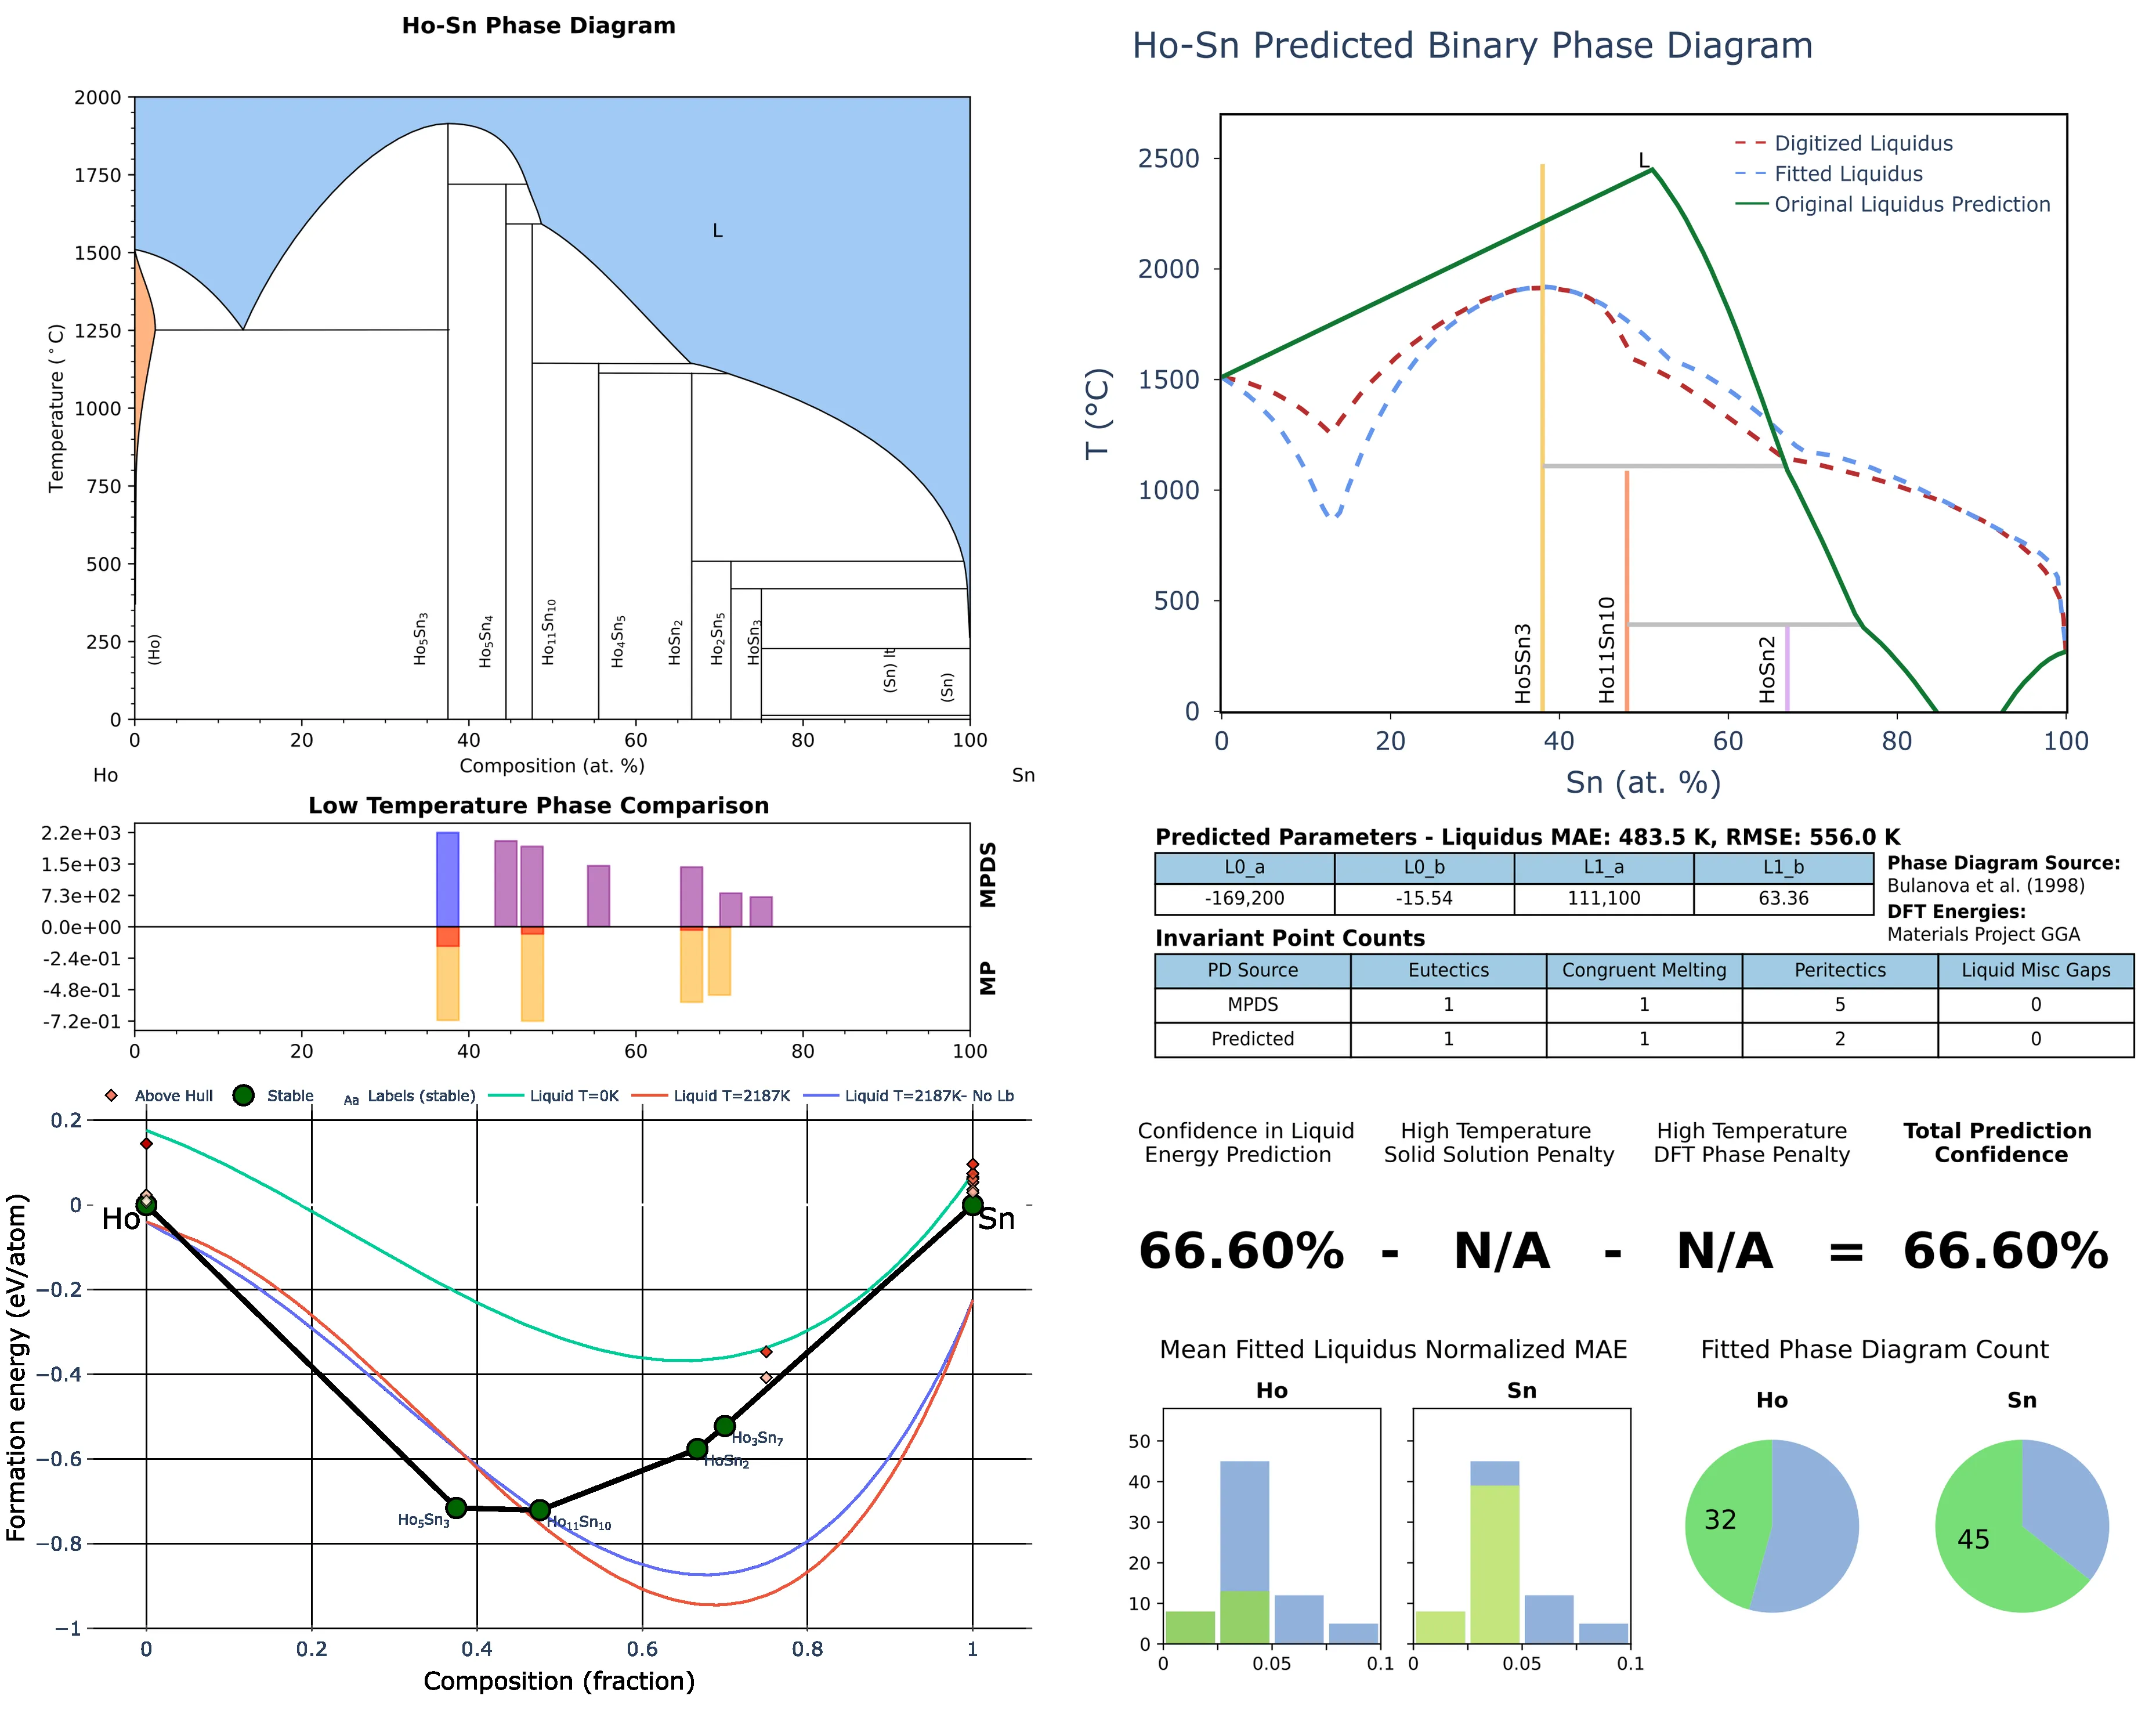 Ho-Sn Phase Diagram
2000
1750
1500
1250
1000
750
500
250
0
Temperature (°C)
L
(Ho)
Ho5Sn3
Ho5Sn4
Ho11Sn10
Ho4Sn5
HoSn2
Ho2Sn5
HoSn3
(Sn) lt
(Sn)
0 20 40 60 80 100
Composition (at. %)
Ho Sn
Low Temperature Phase Comparison
2.2e+03
1.5e+03
7.3e+02
0.0e+00
-2.4e-01
-4.8e-01
-7.2e-01
MPDS
MP
0 20 40 60 80 100
Above Hull Stable Aa Labels (stable) Liquid T=0K Liquid T=2187K Liquid T=2187K- No Lb
0.2
0
−0.2
−0.4
−0.6
−0.8
−1
Formation energy (eV/atom)
Ho
Sn
Ho5Sn3
Ho11Sn10
HoSn2
Ho3Sn7
0 0.2 0.4 0.6 0.8 1
Composition (fraction)
Ho-Sn Predicted Binary Phase Diagram
2500
2000
1500
1000
500
0
T (°C)
L
Digitized Liquidus
Fitted Liquidus
Original Liquidus Prediction
Ho5Sn3
Ho11Sn10
HoSn2
0 20 40 60 80 100
Sn (at. %)
Predicted Parameters - Liquidus MAE: 483.5 K, RMSE: 556.0 K
L0_a L0_b L1_a L1_b
-169,200 -15.54 111,100 63.36
Phase Diagram Source:
Bulanova et al. (1998)
DFT Energies:
Materials Project GGA
Invariant Point Counts
PD Source Eutectics Congruent Melting Peritectics Liquid Misc Gaps
MPDS 1 1 5 0
Predicted 1 1 2 0
Confidence in Liquid
Energy Prediction
High Temperature
Solid Solution Penalty
High Temperature
DFT Phase Penalty
Total Prediction
Confidence
66.60% - N/A - N/A = 66.60%
Mean Fitted Liquidus Normalized MAE
Ho Sn
50
40
30
20
10
0
0 0.05 0.1
0 0.05 0.1
Fitted Phase Diagram Count
Ho Sn
32
45